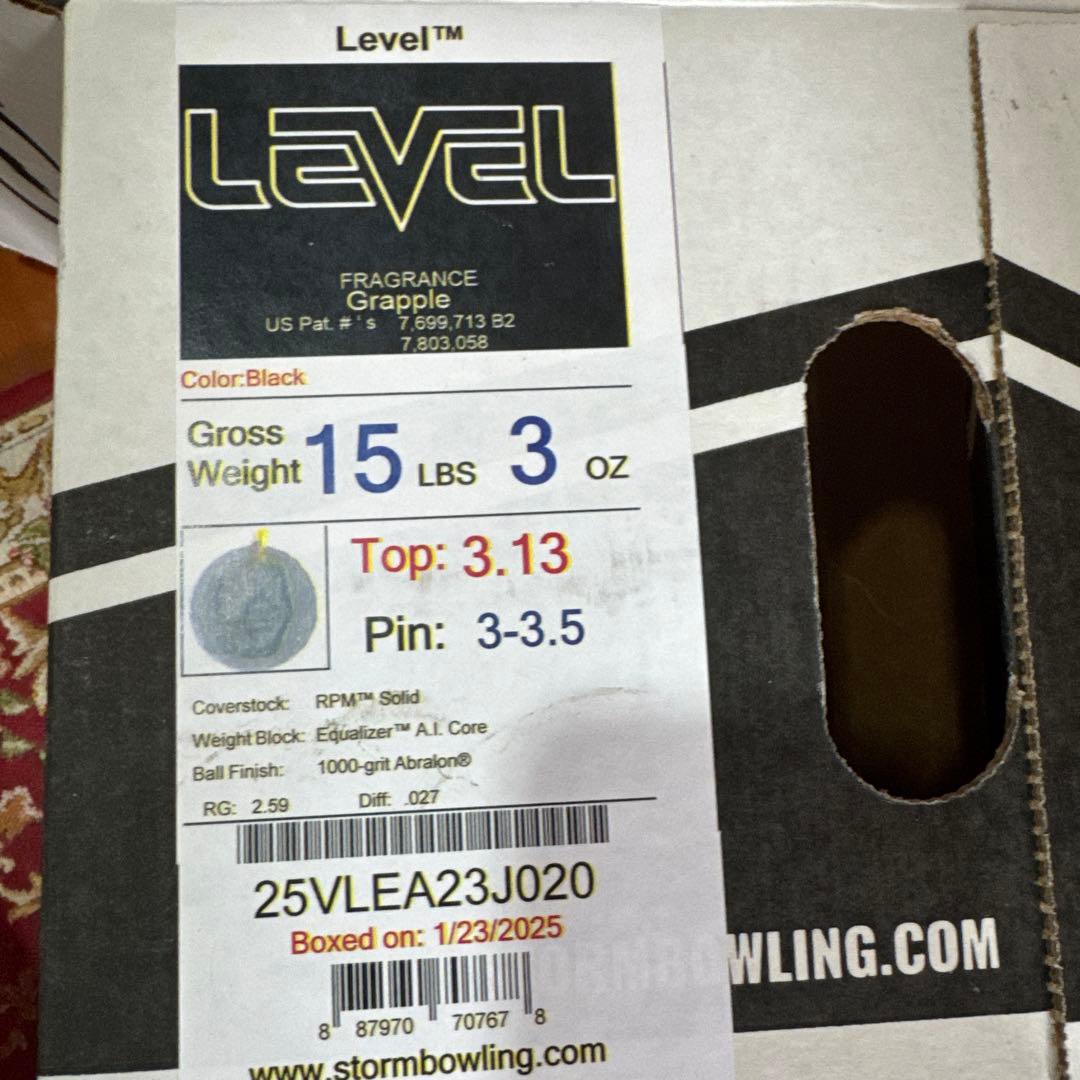 Level™
LEVEL
FRAGRANCE
Grapple
US Pat. # ' s 7,699,713 B2
7,803,058
Color:Black
Gross Weight 15 LBS 3 OZ
Top: 3.13
Pin: 3-3.5
Coverstock: RPM™ Solid
Weight Block: Equalizer™ A.I. Core
Ball Finish: 1000-grit Abralon®
RG: 2.59 Diff: .027
25VLEA23J020
Boxed on: 1/23/2025
8 87970 70767 8
www.stormbowling.com
ORMBOWLING.COM